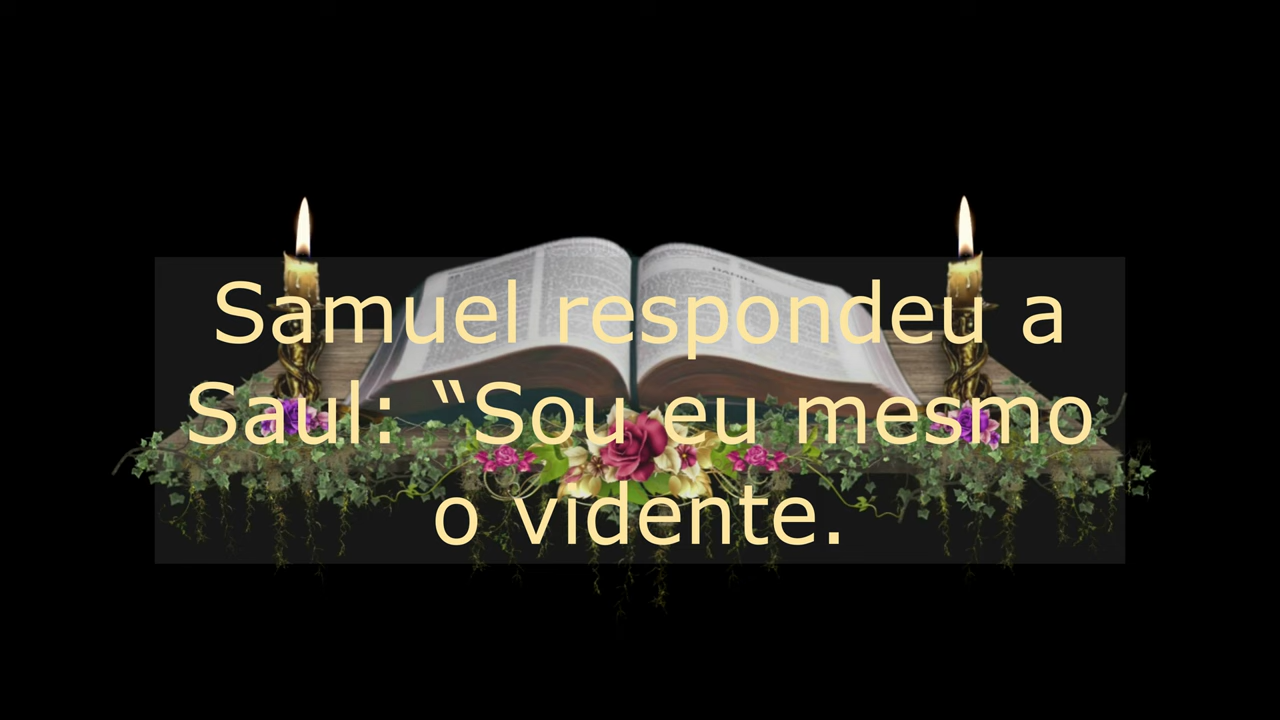 Samuel respondeu a
Saul: “Sou eu mesmo
o vidente.